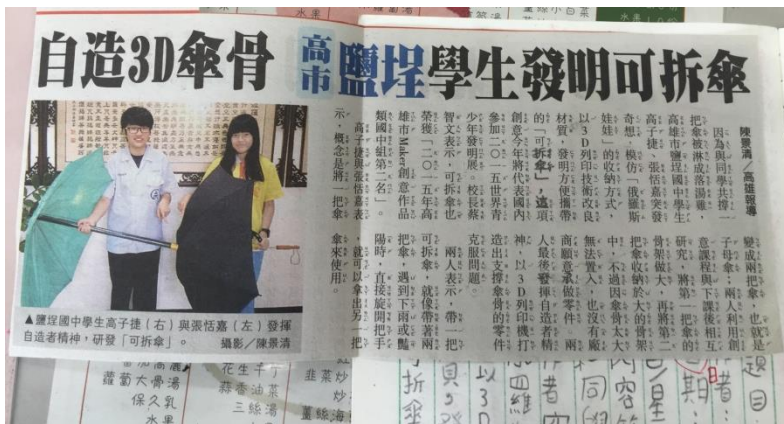 自造3D傘骨 高市鹽埕學生發明可拆傘
陳景清／高雄報導
因為與同學共撐一
把傘被淋成落湯雞，
高雄市鹽埕國中學生
高子捷、張恬嘉突發
奇想，模仿「俄羅斯
娃娃」的收納方式，
以3D列印技術改良
材質，發明方便攜帶
的「可拆傘」，這項
創意今年將代表國內
參加二〇一五世界青
少年發明展。校長蔡
智文表示，可拆傘也
榮獲「二〇一五年高
雄市Maker創意作品
類國中組第二名」。
高子捷與張恬嘉表
示，概念是將一把傘
變成兩把傘，也就是
子母傘，兩人利用創
意課程與下課後相互
研究，將第一把傘的
骨架做大，再將第二
把傘收納於大的骨架
中，不過因傘骨太大
無法置入，也沒有廠
商願意承做零件。兩
人最後發揮自造者精
神，以3D列印機打
造出支撐傘骨的零件
克服問題。
兩人表示，帶一把
可拆傘，就像帶著兩
把傘，遇到下雨或豔
陽時，直接旋開把手
，就可以拿出另一把
傘來使用。
▲鹽埕國中學生高子捷（右）與張恬嘉（左）發揮
自造者精神，研發「可拆傘」。 攝影／陳景清